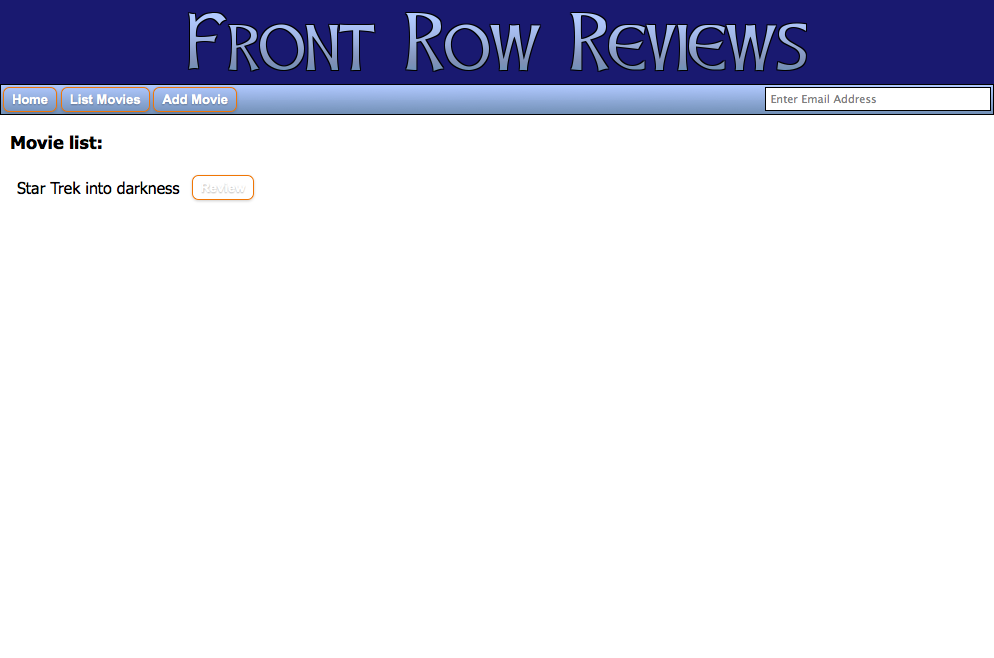 Front Row Reviews
Home List Movies Add Movie Enter Email Address
Movie list:
Star Trek into darkness Review